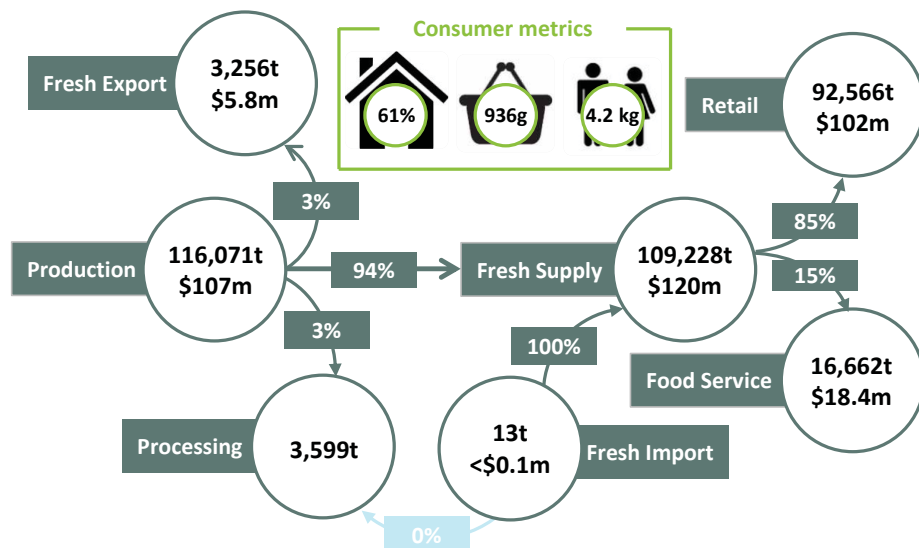 Consumer metrics
61%
936g
4.2 kg
Fresh Export
3,256t
$5.8m
Retail
92,566t
$102m
3%
85%
Production
116,071t
$107m
94%
Fresh Supply
109,228t
$120m
15%
3%
100%
Food Service
16,662t
$18.4m
Processing
3,599t
13t
<$0.1m
Fresh Import
0%